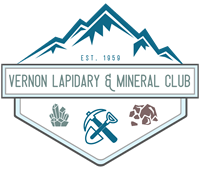 EST. 1959
VERNON LAPIDARY & MINERAL CLUB